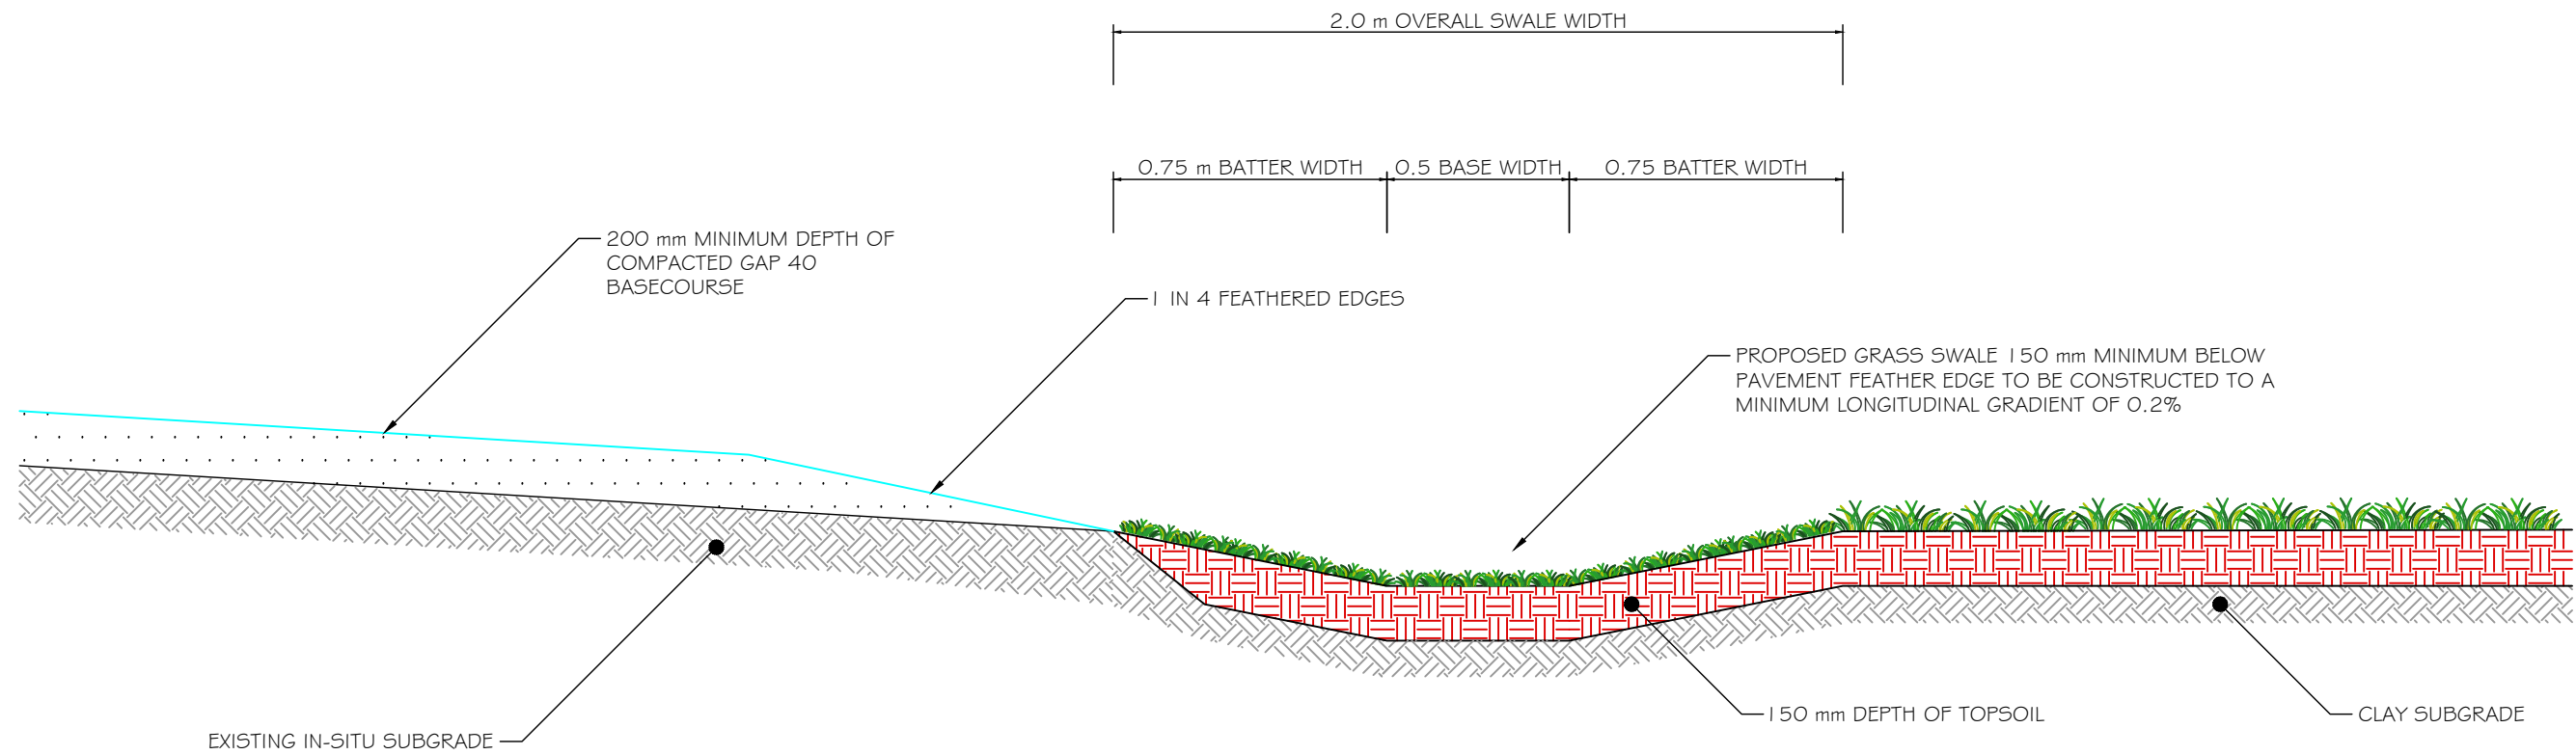 2.0 m OVERALL SWALE WIDTH
0.75 m BATTER WIDTH
0.5 BASE WIDTH
0.75 BATTER WIDTH
200 mm MINIMUM DEPTH OF
COMPACTED GAP 40
BASECOURSE
1 IN 4 FEATHERED EDGES
PROPOSED GRASS SWALE 150 mm MINIMUM BELOW
PAVEMENT FEATHER EDGE TO BE CONSTRUCTED TO A
MINIMUM LONGITUDINAL GRADIENT OF 0.2%
EXISTING IN-SITU SUBGRADE
150 mm DEPTH OF TOPSOIL
CLAY SUBGRADE